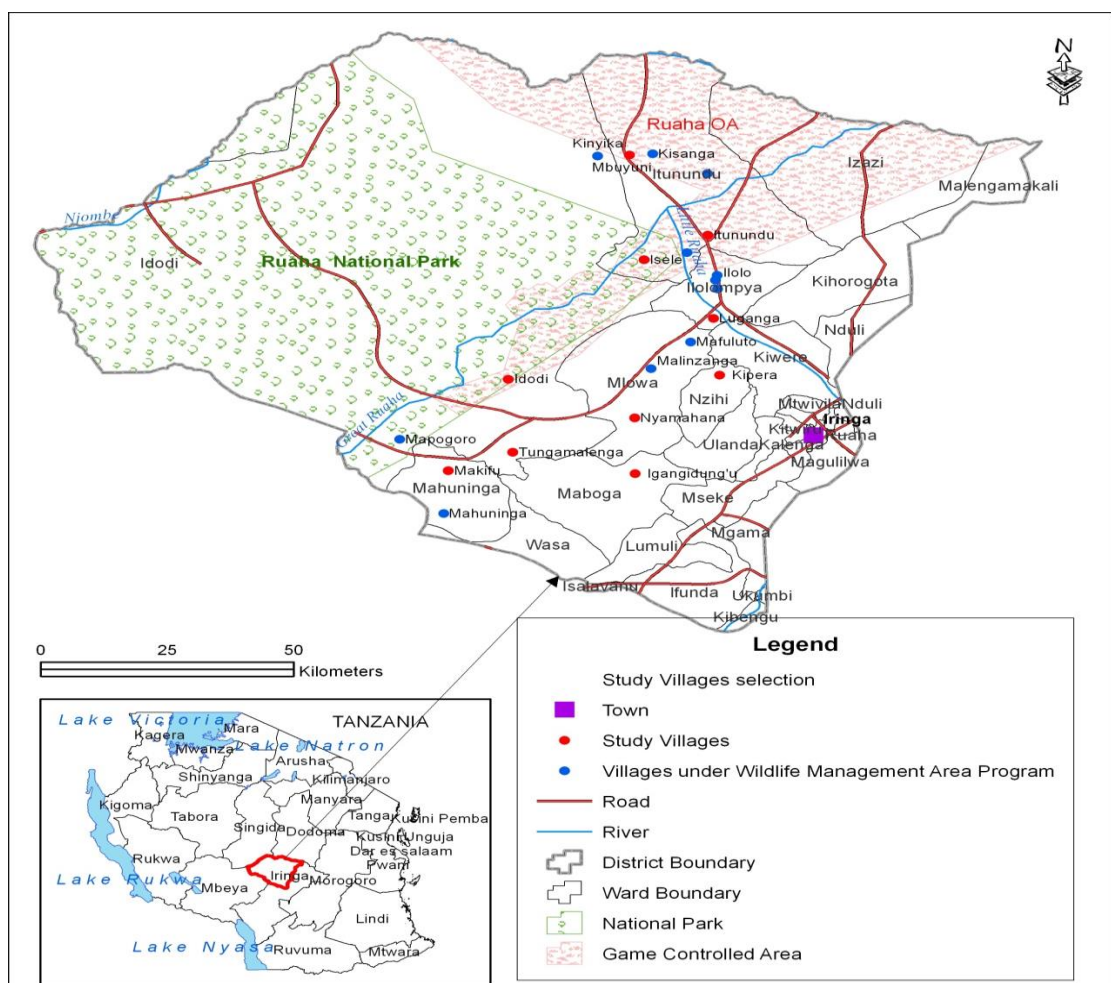 N
Ruaha OA
Kinyika
Kisanga
Mbuyuni
Itunundu
Izazi
Malengamakali
Njombe
Little Ruaha
Itunundu
Idodi
Ruaha National Park
Isele
Ilolo
Ilolompya
Kihorogota
Luganga
Nduli
Mafuluto
Kiwere
Malinzanga
Kipera
Idodi
Mlowa
Nzihi
Mtwivila
Nduli
Great Ruaha
Nyamahana
Iringa
Kitwiru
Ruaha
Mapogoro
Ulanda
Kalenga
Tungamalenga
Magulilwa
Makifu
Igangidung'u
Mahuninga
Maboga
Mseke
Mahuninga
Mgama
Wasa
Lumuli
Isalavanu
Ifunda
Ukumbi
Kibengu
0 25 50
Kilometers
TANZANIA
Lake Victoria
Mara
Kagera
Mwanza
Lake Natron
Arusha
Shinyanga
Kilimanjaro
Kigoma
Manyara
Tabora
Tanga
Kusini Pemba
Singida
Dodoma
Kusini Unguja
Dar es salaam
Rukwa
Pwani
Iringa
Morogoro
Lake Rukwa
Mbeya
Lindi
Lake Nyasa
Ruvuma
Mtwara
Legend
Study Villages selection
Town
Study Villages
Villages under Wildlife Management Area Program
Road
River
District Boundary
Ward Boundary
National Park
Game Controlled Area